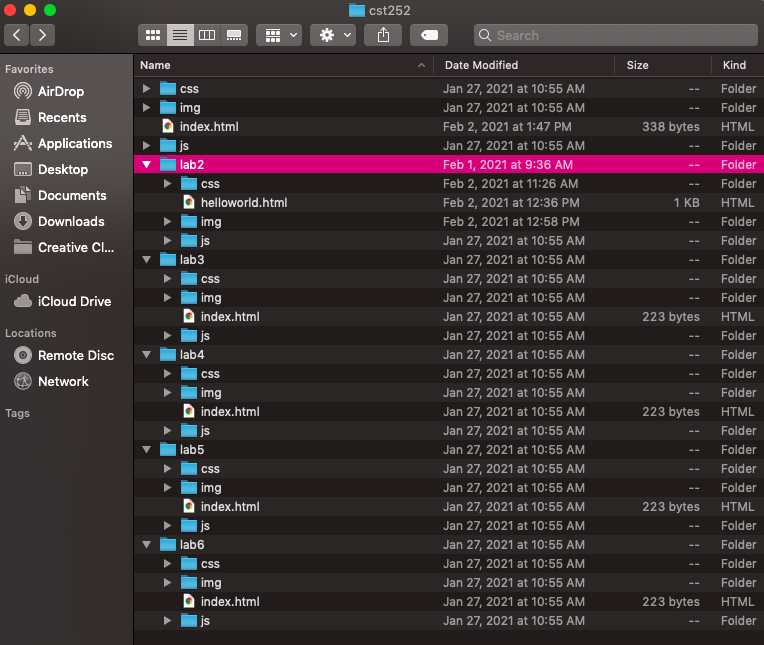 cst252
Search
Favorites
AirDrop
Recents
Applications
Desktop
Documents
Downloads
Creative Cl...
iCloud
iCloud Drive
Locations
Remote Disc
Network
Tags
Name Date Modified Size Kind
css Jan 27, 2021 at 10:55 AM -- Folder
img Jan 27, 2021 at 10:55 AM -- Folder
index.html Feb 2, 2021 at 1:47 PM 338 bytes HTML
js Jan 27, 2021 at 10:55 AM -- Folder
lab2 Feb 1, 2021 at 9:36 AM -- Folder
css Feb 2, 2021 at 11:26 AM -- Folder
helloworld.html Feb 2, 2021 at 12:36 PM 1 KB HTML
img Feb 2, 2021 at 12:58 PM -- Folder
js Jan 27, 2021 at 10:55 AM -- Folder
lab3 Jan 27, 2021 at 10:55 AM -- Folder
css Jan 27, 2021 at 10:55 AM -- Folder
img Jan 27, 2021 at 10:55 AM -- Folder
index.html Jan 27, 2021 at 10:55 AM 223 bytes HTML
js Jan 27, 2021 at 10:55 AM -- Folder
lab4 Jan 27, 2021 at 10:55 AM -- Folder
css Jan 27, 2021 at 10:55 AM -- Folder
img Jan 27, 2021 at 10:55 AM -- Folder
index.html Jan 27, 2021 at 10:55 AM 223 bytes HTML
js Jan 27, 2021 at 10:55 AM -- Folder
lab5 Jan 27, 2021 at 10:55 AM -- Folder
css Jan 27, 2021 at 10:55 AM -- Folder
img Jan 27, 2021 at 10:55 AM -- Folder
index.html Jan 27, 2021 at 10:55 AM 223 bytes HTML
js Jan 27, 2021 at 10:55 AM -- Folder
lab6 Jan 27, 2021 at 10:55 AM -- Folder
css Jan 27, 2021 at 10:55 AM -- Folder
img Jan 27, 2021 at 10:55 AM -- Folder
index.html Jan 27, 2021 at 10:55 AM 223 bytes HTML
js Jan 27, 2021 at 10:55 AM -- Folder